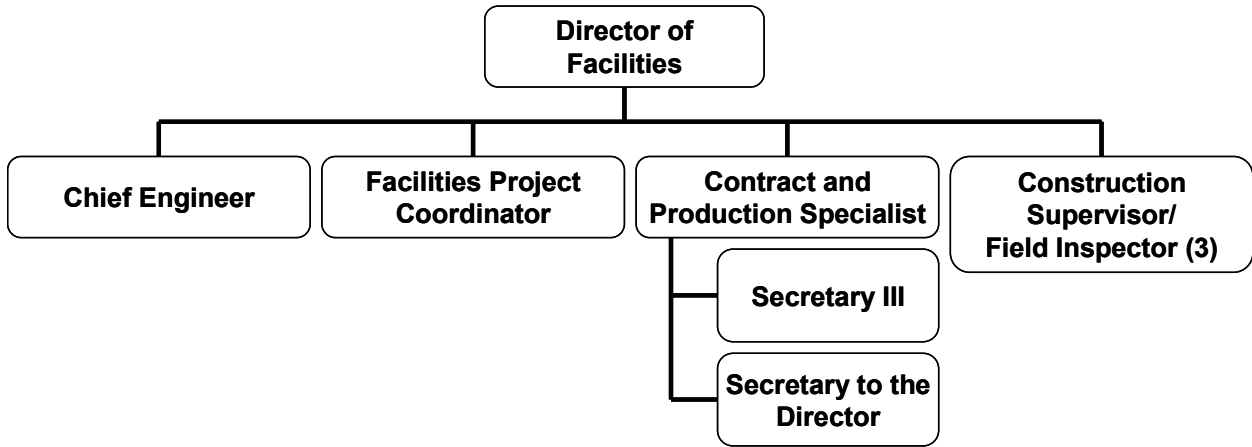 Director of
Facilities
Chief Engineer
Facilities Project
Coordinator
Contract and
Production Specialist
Construction
Supervisor/
Field Inspector (3)
Secretary III
Secretary to the
Director